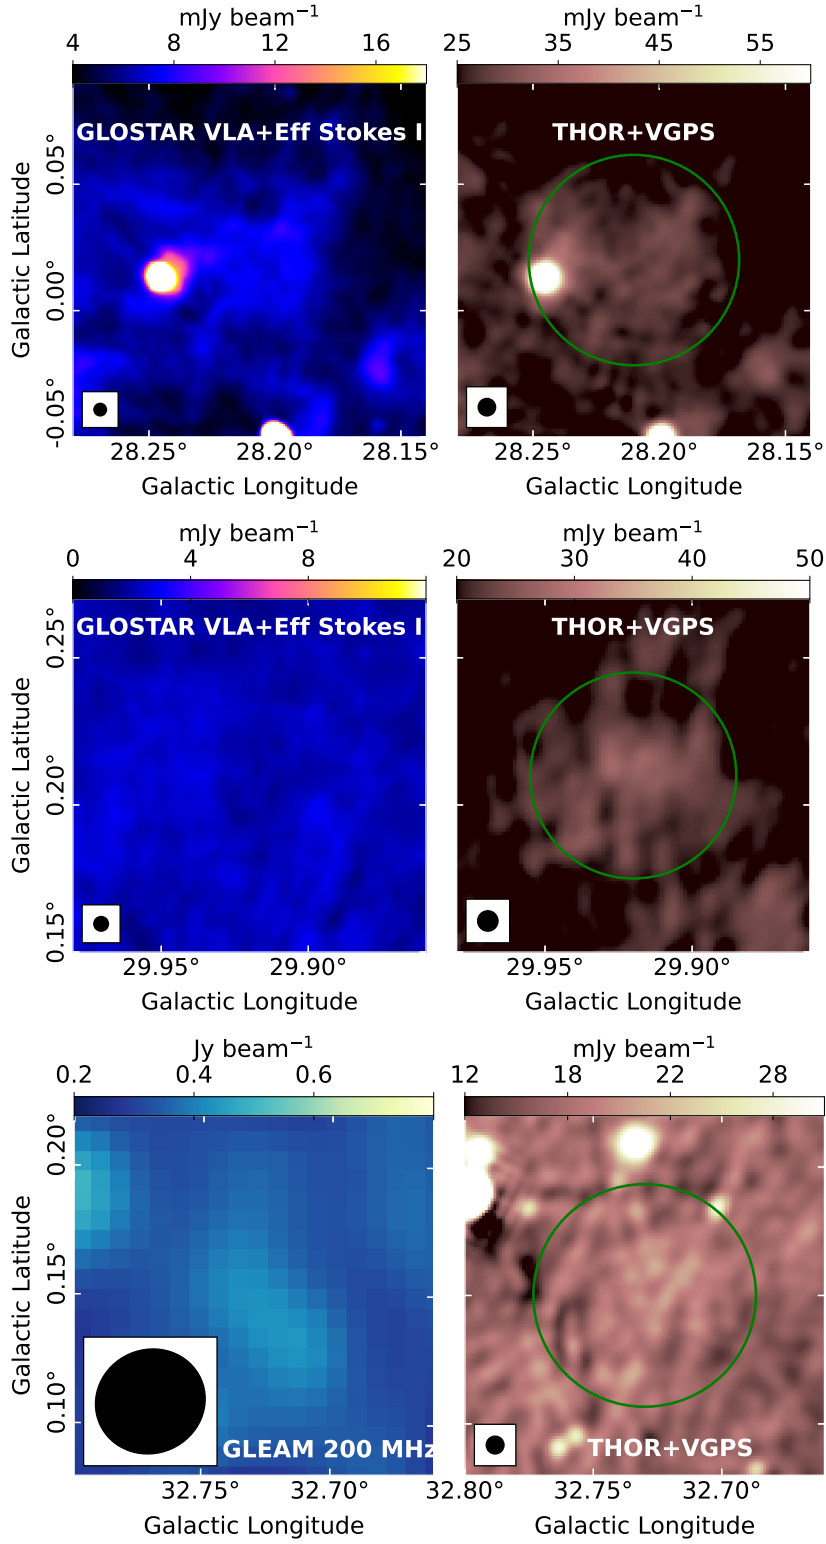 mJy beam−1
mJy beam−1
4 8 12 16
25 35 45 55
GLOSTAR VLA+Eff Stokes I
THOR+VGPS
Galactic Latitude
0.05°
0.00°
-0.05°
28.25° 28.20° 28.15°
28.25° 28.20° 28.15°
Galactic Longitude
Galactic Longitude
mJy beam−1
mJy beam−1
0 4 8
20 30 40 50
GLOSTAR VLA+Eff Stokes I
THOR+VGPS
Galactic Latitude
0.25°
0.20°
0.15°
29.95° 29.90°
29.95° 29.90°
Galactic Longitude
Galactic Longitude
Jy beam−1
mJy beam−1
0.2 0.4 0.6
12 18 22 28
Galactic Latitude
0.20°
0.15°
0.10°
GLEAM 200 MHz
THOR+VGPS
32.75° 32.70°
32.80° 32.75° 32.70°
Galactic Longitude
Galactic Longitude